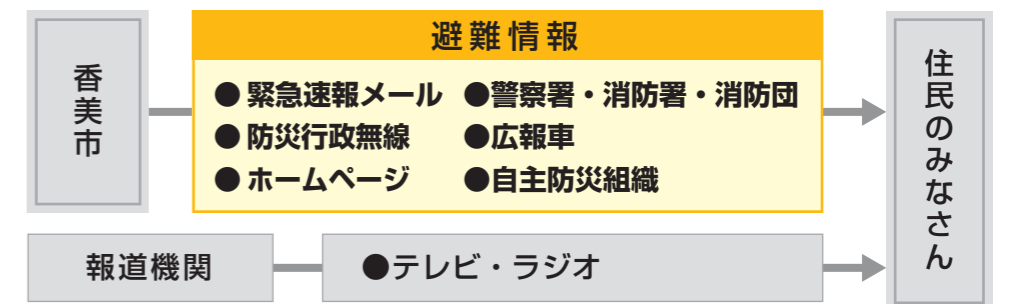 香美市
避難情報
● 緊急速報メール ●警察署・消防署・消防団
● 防災行政無線 ●広報車
● ホームページ ●自主防災組織
住民のみなさん
報道機関
●テレビ・ラジオ